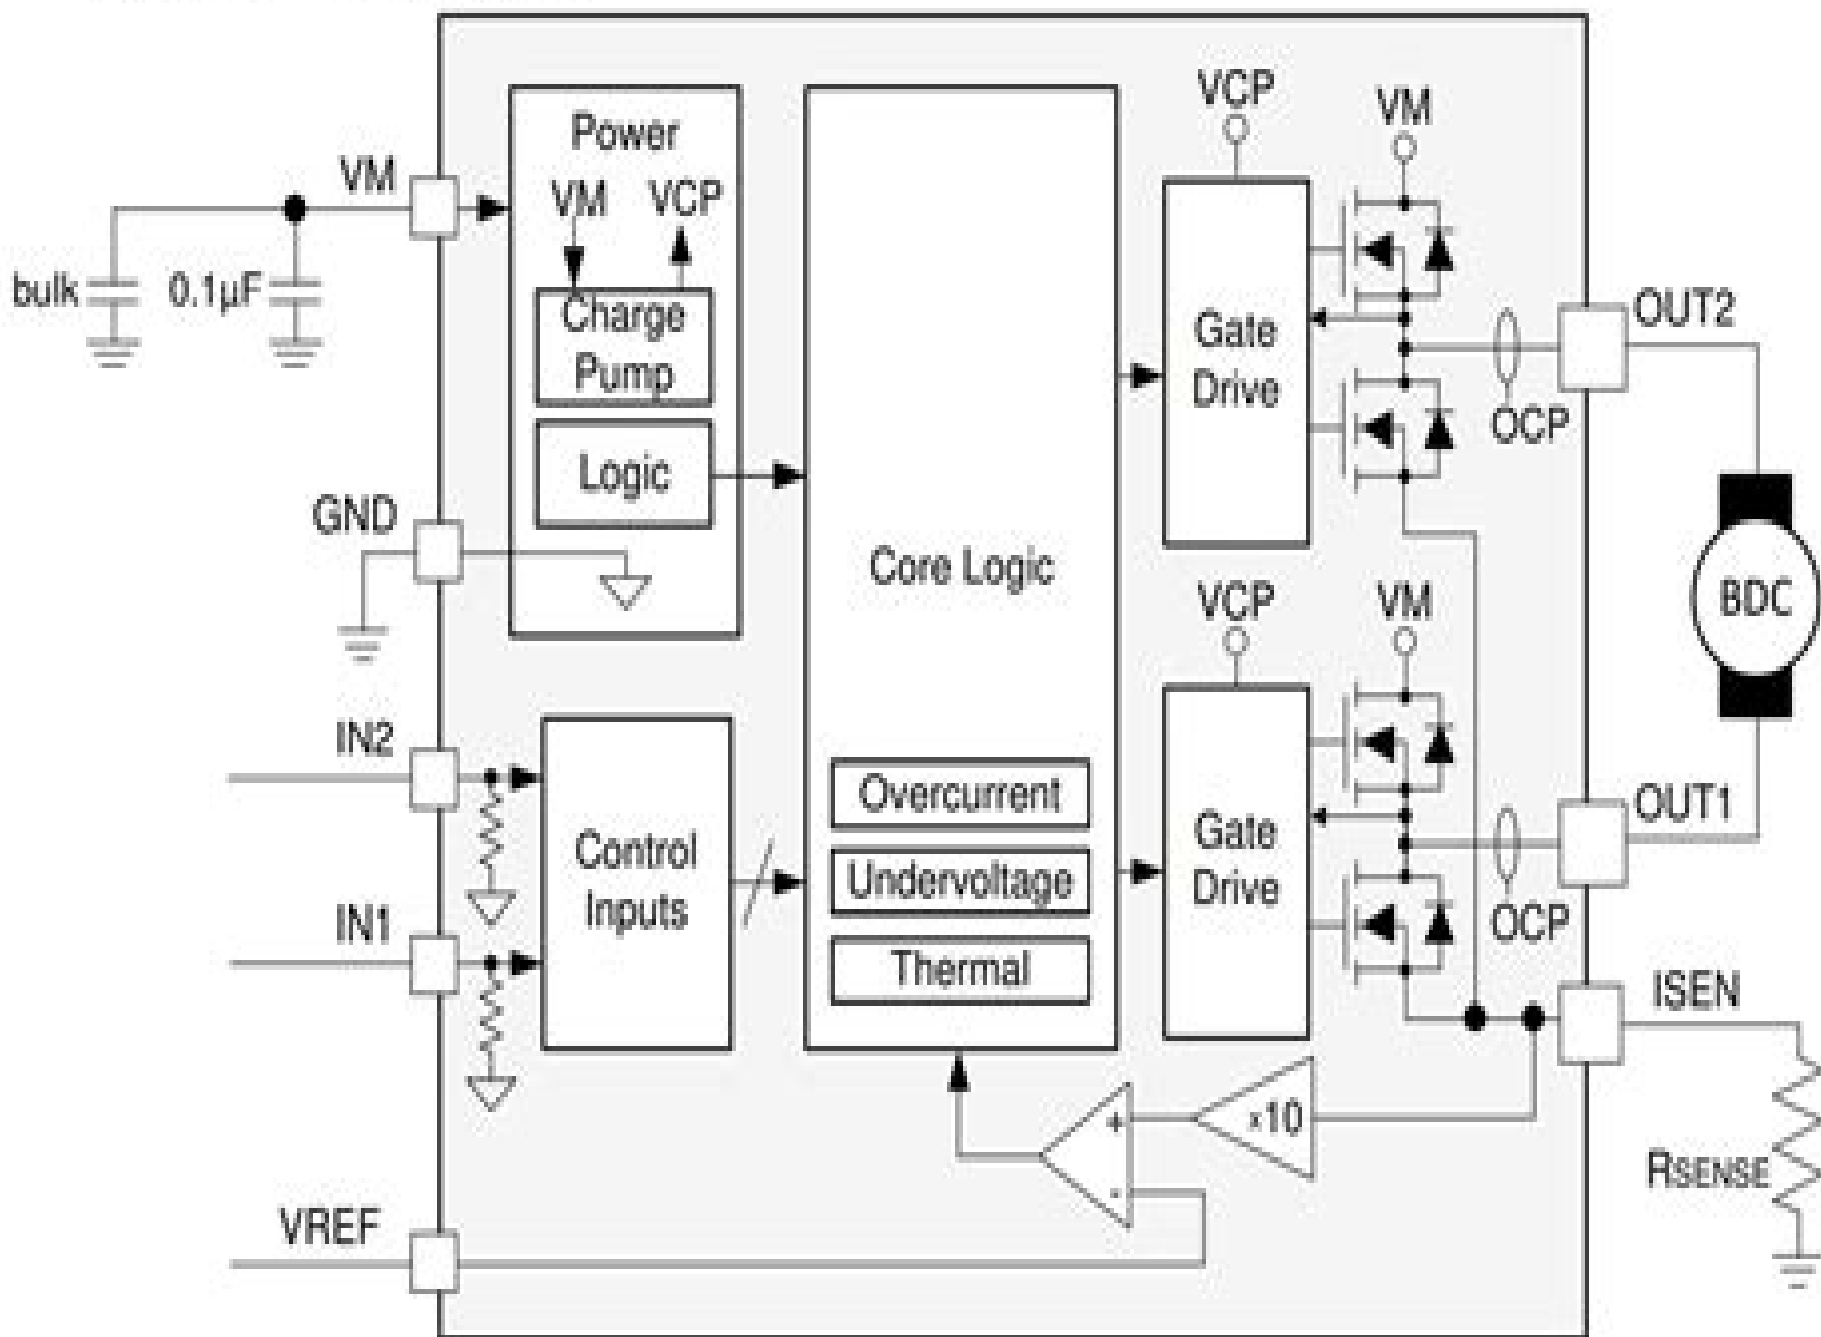 VCP
VM
Power
VM
VM VCP
bulk
0.1µF
Charge
Pump
Gate
Drive
OUT2
OCP
Logic
GND
Core Logic
BDC
VCP
VM
IN2
Overcurrent
Control
Inputs
Undervoltage
Gate
Drive
OUT1
OCP
IN1
Thermal
ISEN
+
×10
-
RSENSE
VREF